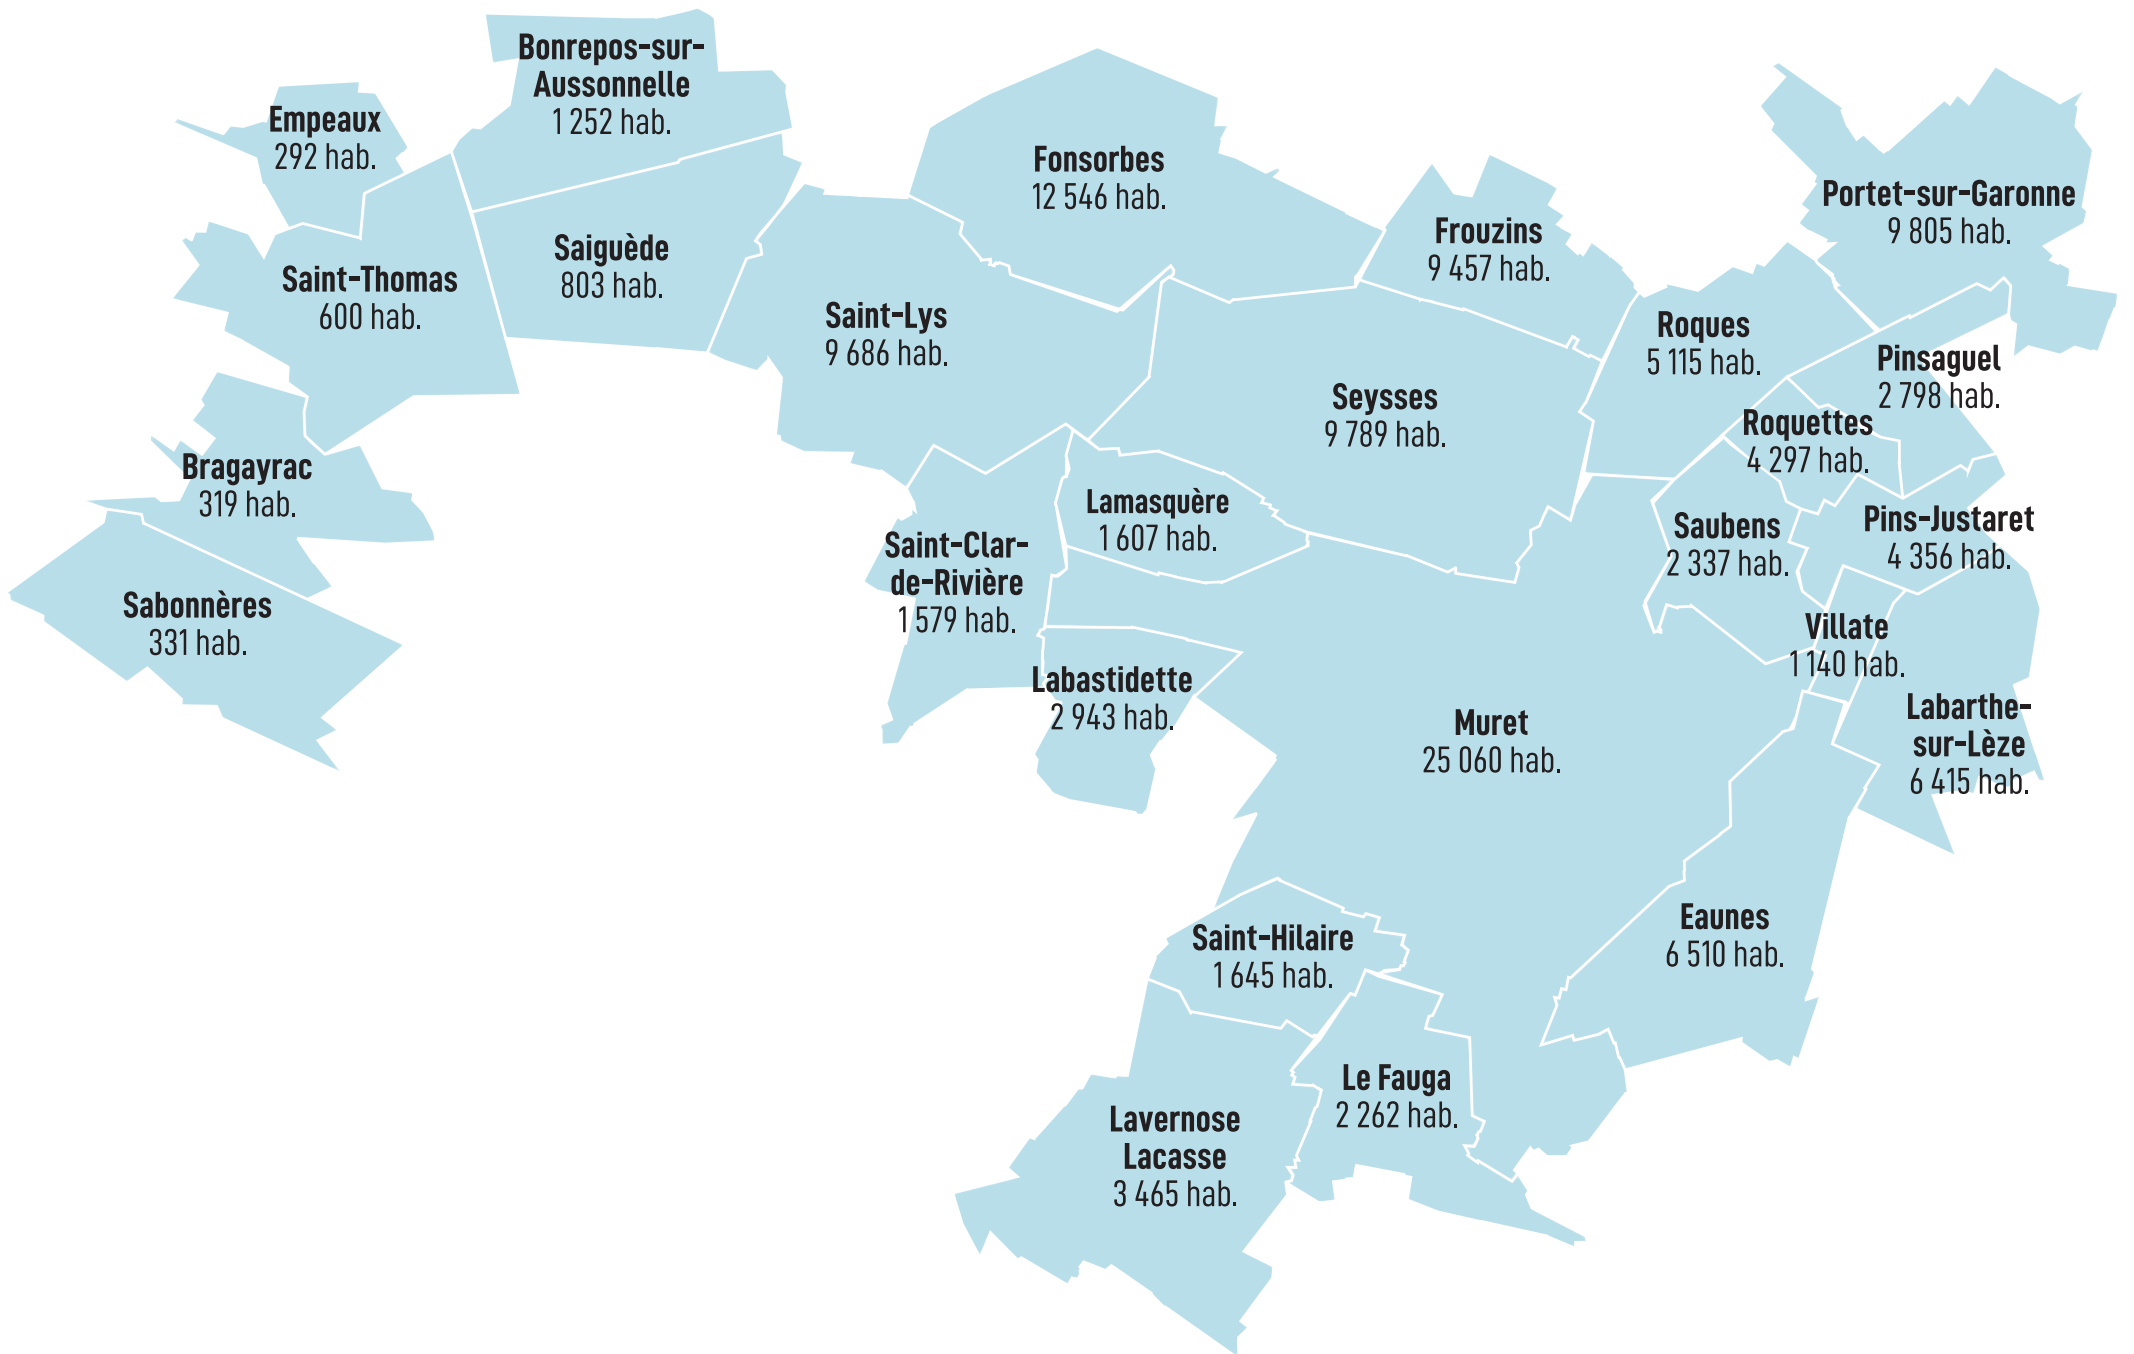 Bonrepos-sur-
Aussonnelle
1 252 hab.
Empeaux
292 hab.
Fonsorbes
12 546 hab.
Portet-sur-Garonne
9 805 hab.
Frouzins
9 457 hab.
Saiguède
803 hab.
Saint-Thomas
600 hab.
Saint-Lys
9 686 hab.
Roques
5 115 hab.
Pinsaguel
2 798 hab.
Seysses
9 789 hab.
Roquettes
4 297 hab.
Bragayrac
319 hab.
Lamasquère
1 607 hab.
Saubens
2 337 hab.
Pins-Justaret
4 356 hab.
Saint-Clar-
de-Rivière
1 579 hab.
Sabonnères
331 hab.
Villate
1 140 hab.
Labastidette
2 943 hab.
Muret
25 060 hab.
Labarthe-
sur-Lèze
6 415 hab.
Eaunes
6 510 hab.
Saint-Hilaire
1 645 hab.
Le Fauga
2 262 hab.
Lavernose
Lacasse
3 465 hab.